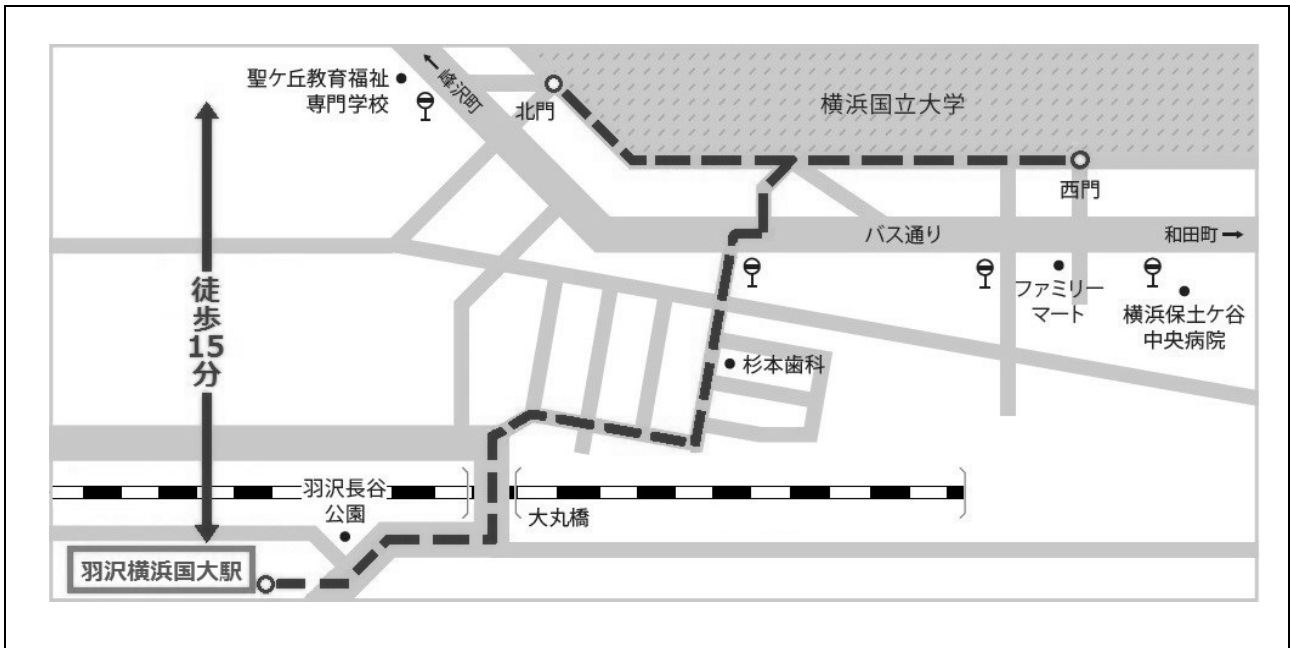 聖ケ丘教育福祉
専門学校
峰沢町
北門
横浜国立大学
西門
バス通り
和田町
ファミリー
マート
横浜保土ケ谷
中央病院
徒歩15分
杉本歯科
羽沢長谷
公園
大丸橋
羽沢横浜国大駅